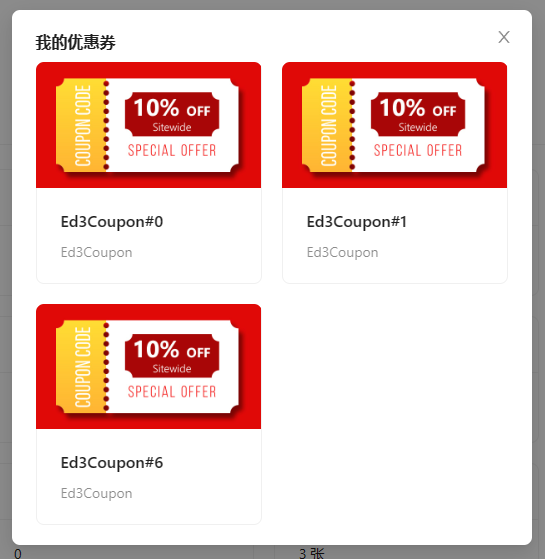 我的优惠券
COUPON CODE
10% OFF
Sitewide
SPECIAL OFFER
Ed3Coupon#0
Ed3Coupon
COUPON CODE
10% OFF
Sitewide
SPECIAL OFFER
Ed3Coupon#1
Ed3Coupon
COUPON CODE
10% OFF
Sitewide
SPECIAL OFFER
Ed3Coupon#6
Ed3Coupon
0
3 张